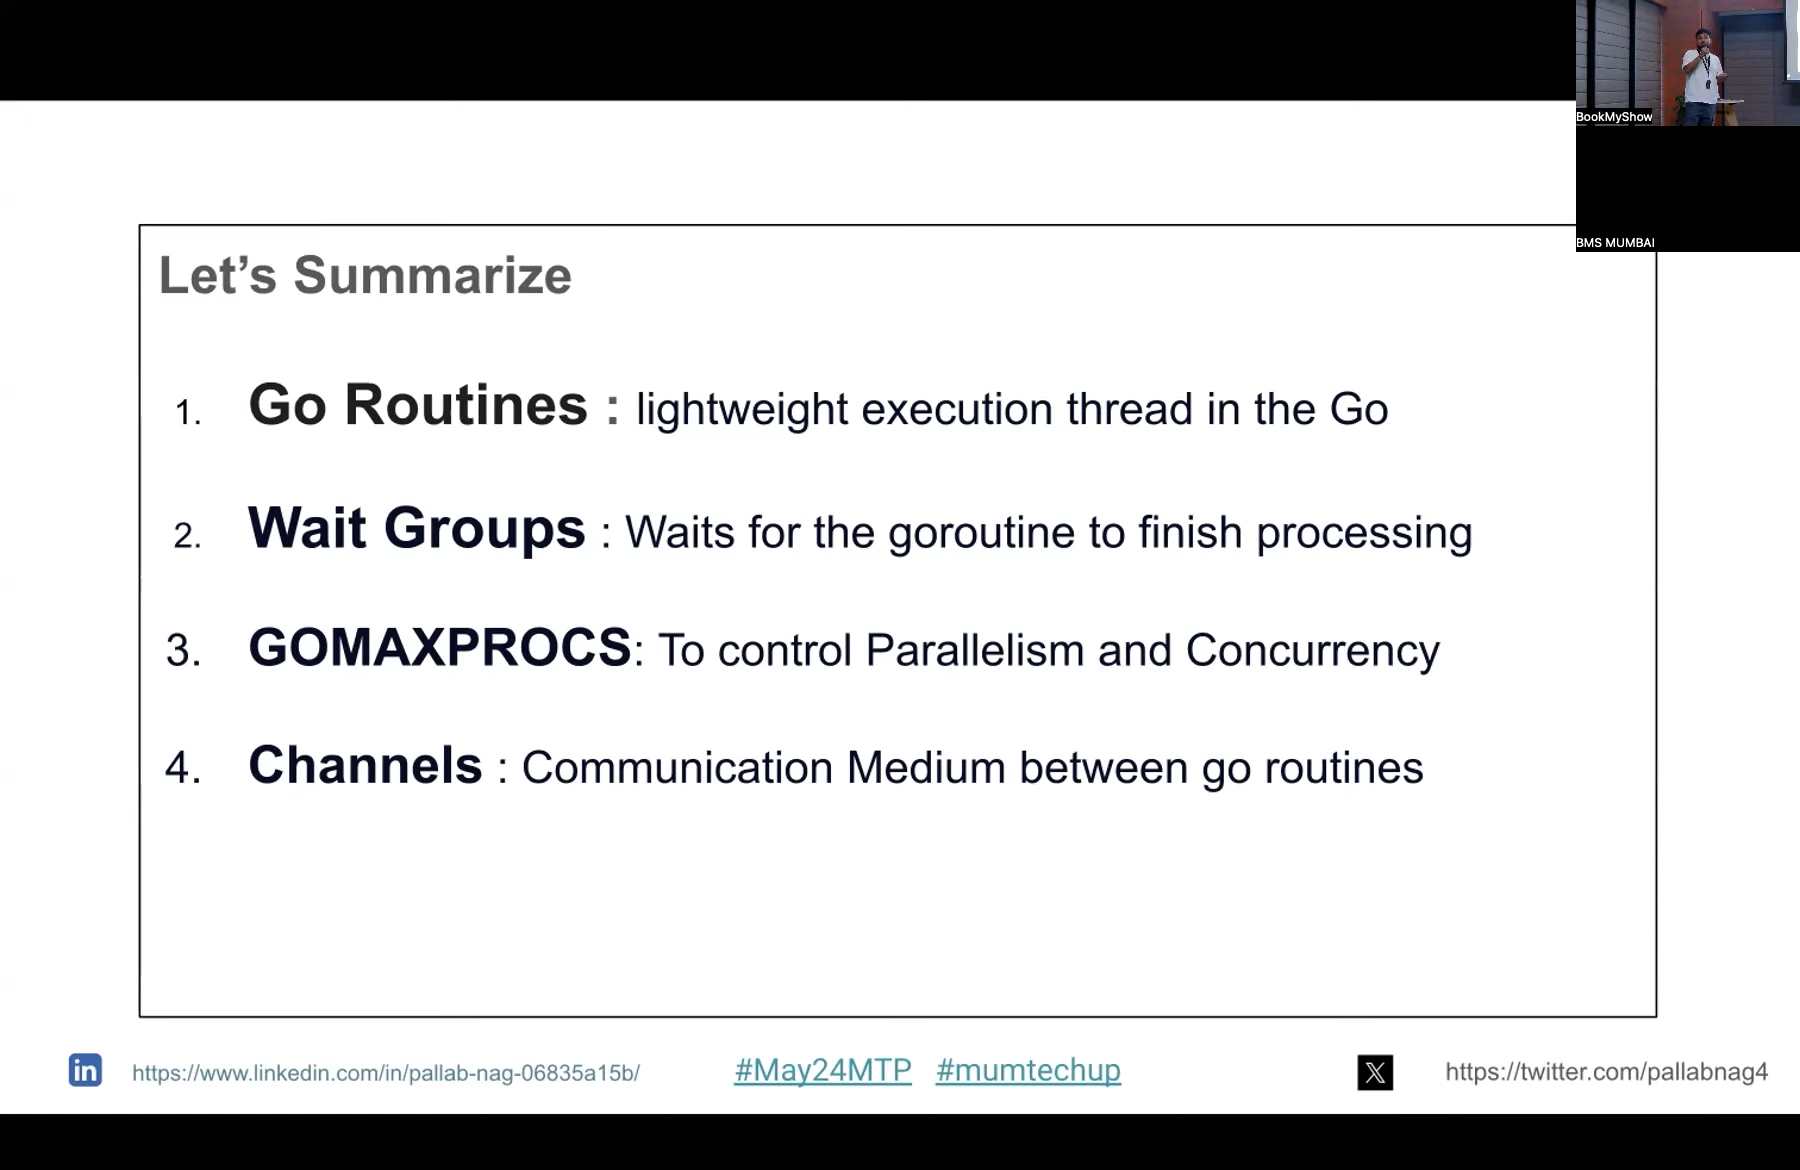 BookMyShow
BMS MUMBAI
Let’s Summarize
1. Go Routines : lightweight execution thread in the Go
2. Wait Groups : Waits for the goroutine to finish processing
3. GOMAXPROCS: To control Parallelism and Concurrency
4. Channels : Communication Medium between go routines
in https://www.linkedin.com/in/pallab-nag-06835a15b/ #May24MTP #mumtechup X https://twitter.com/pallabnag4